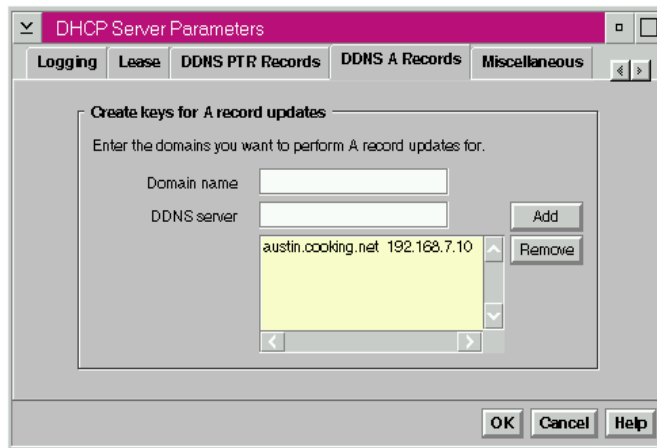 DHCP Server Parameters
Logging Lease DDNS PTR Records DDNS A Records Miscellaneous
Create keys for A record updates
Enter the domains you want to perform A record updates for.
Domain name
DDNS server
Add
austin.cooking.net 192.168.7.10
Remove
OK Cancel Help